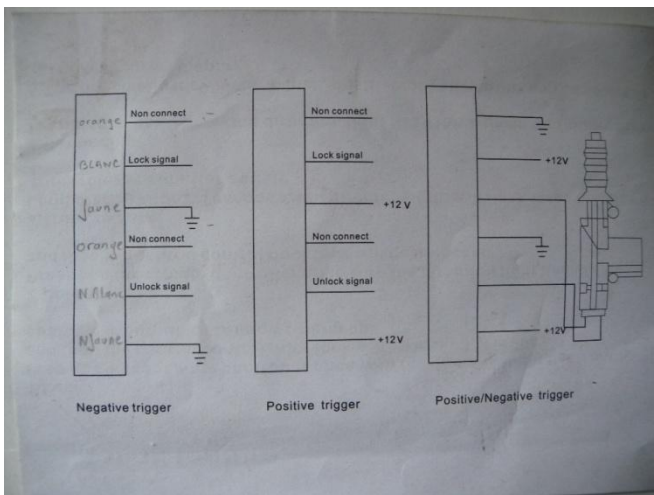 orange
Non connect
BLANC
Lock signal
Jaune
orange
Non connect
N Blanc
Unlock signal
N Jaune
Negative trigger
Non connect
Lock signal
+12 V
Non connect
Unlock signal
+12V
Positive trigger
+12V
+12V
Positive/Negative trigger